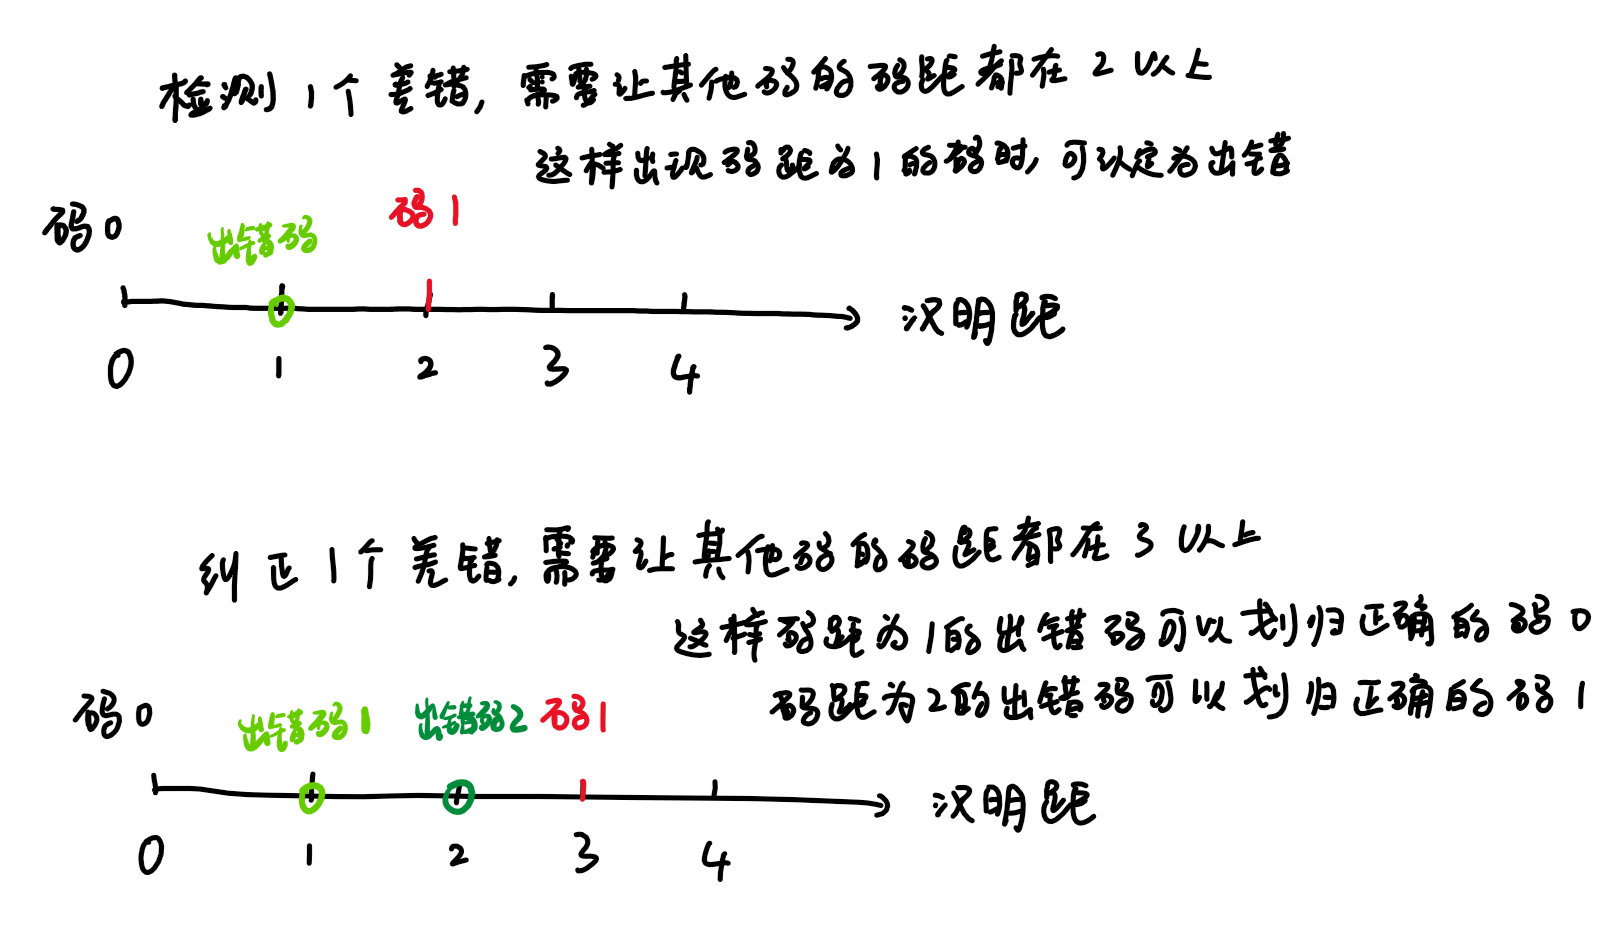 检测1个差错,需要让其他码的码距都在2以上
这样出现码距为1的码时,可认定为出错
码0 出错码 码1
汉明距
0 1 2 3 4
纠正1个差错,需要让其他码的码距都在3以上
这样码距为1的出错码可以划归正确的码0
码距为2的出错码可以划归正确的码1
码0 出错码1 出错码2 码1
汉明距
0 1 2 3 4